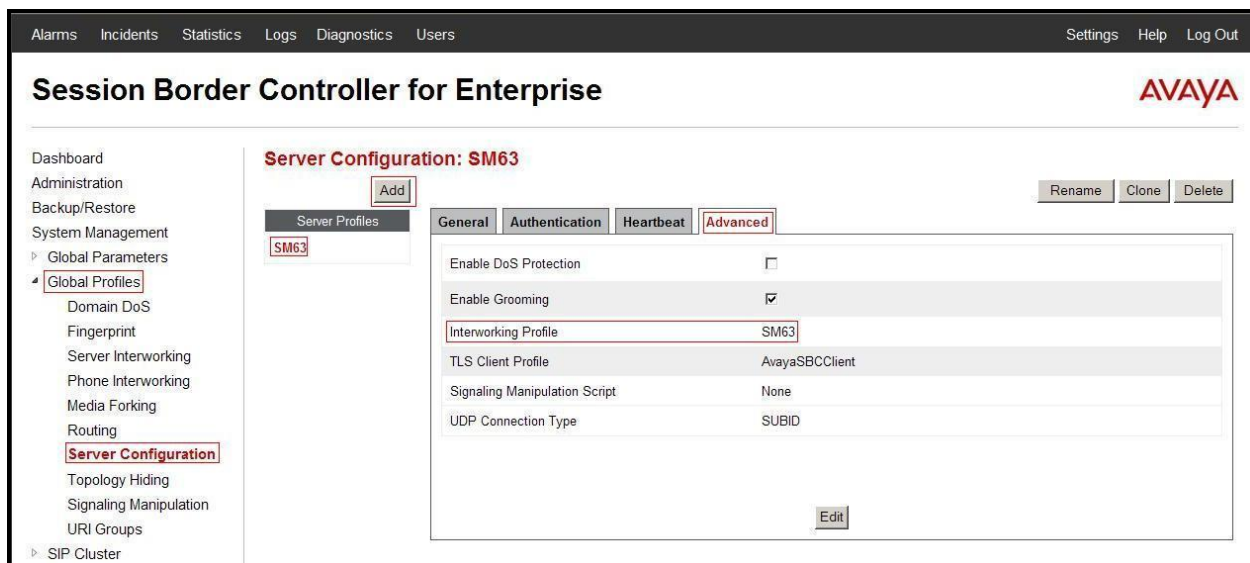 Alarms Incidents Statistics Logs Diagnostics Users Settings Help Log Out
Session Border Controller for Enterprise
AVAYA
Dashboard
Administration
Backup/Restore
System Management
Global Parameters
Global Profiles
Domain DoS
Fingerprint
Server Interworking
Phone Interworking
Media Forking
Routing
Server Configuration
Topology Hiding
Signaling Manipulation
URI Groups
SIP Cluster
Server Configuration: SM63
Add
Rename Clone Delete
Server Profiles
SM63
General Authentication Heartbeat Advanced
Enable DoS Protection
Enable Grooming
Interworking Profile SM63
TLS Client Profile AvayaSBCClient
Signaling Manipulation Script None
UDP Connection Type SUBID
Edit